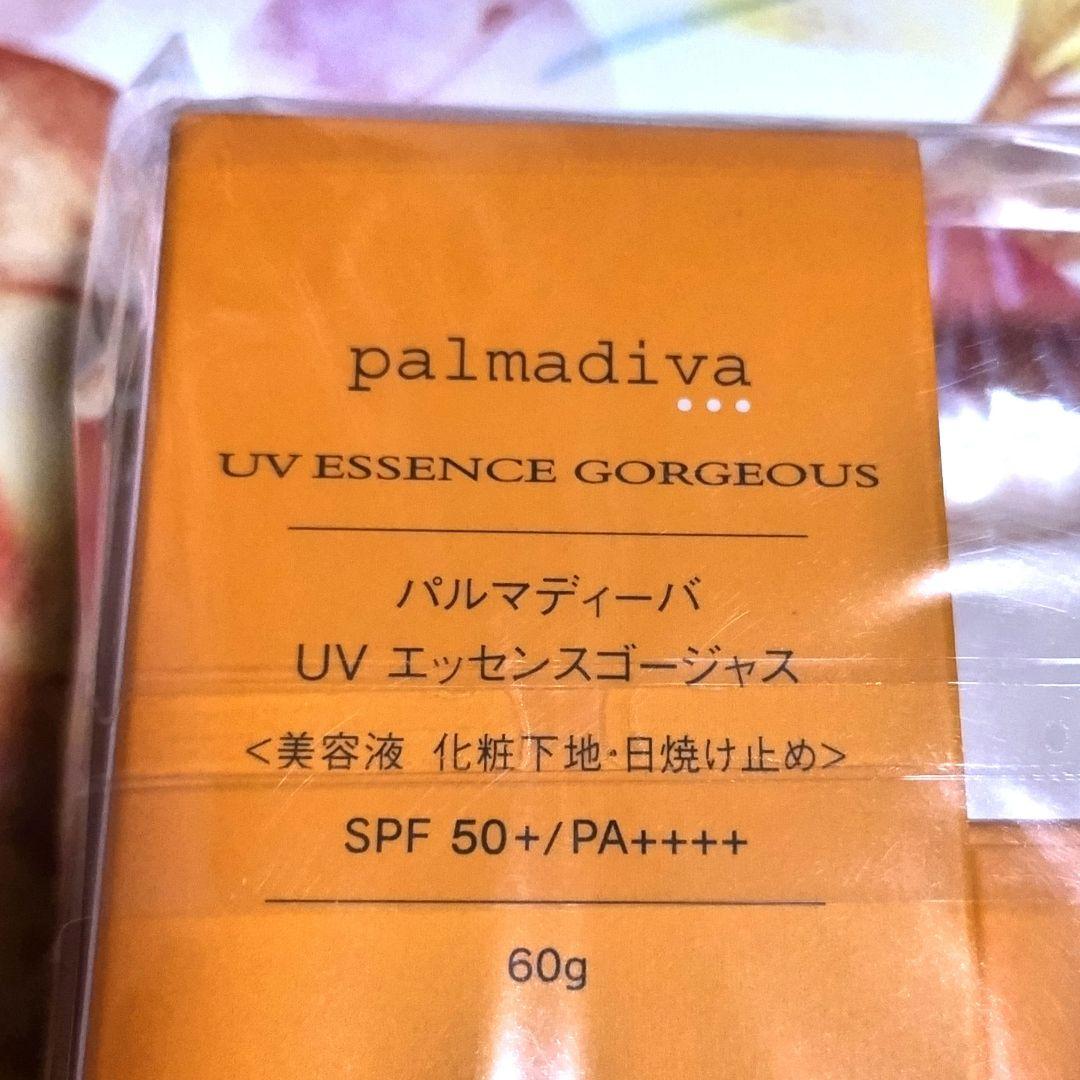 palmadiva
UV ESSENCE GORGEOUS
パルマディーバ
UV エッセンスゴージャス
<美容液 化粧下地・日焼け止め>
SPF 50+/PA++++
60g